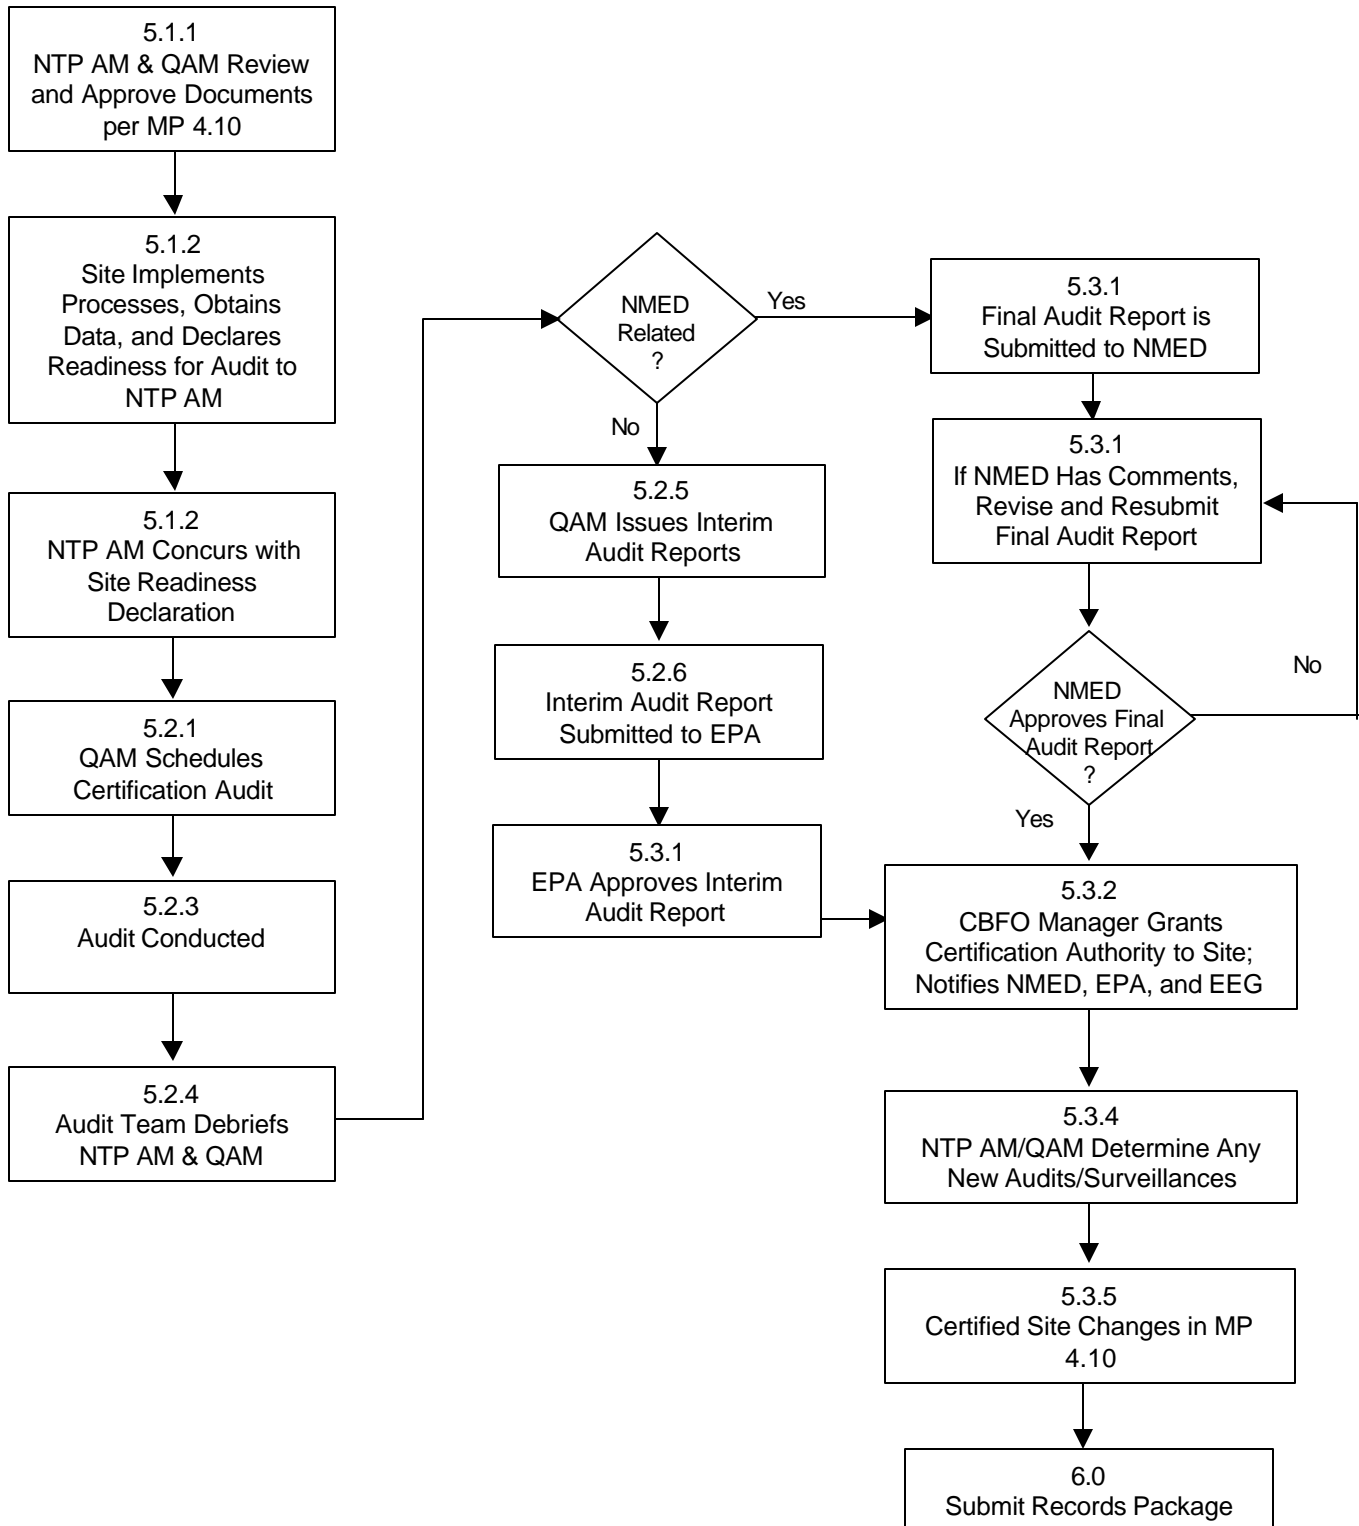 5.1.1
NTP AM & QAM Review
and Approve Documents
per MP 4.10
5.1.2
Site Implements
Processes, Obtains
Data, and Declares
Readiness for Audit to
NTP AM
5.1.2
NTP AM Concurs with
Site Readiness
Declaration
5.2.1
QAM Schedules
Certification Audit
5.2.3
Audit Conducted
5.2.4
Audit Team Debriefs
NTP AM & QAM
NMED
Related
?
Yes
No
5.2.5
QAM Issues Interim
Audit Reports
5.2.6
Interim Audit Report
Submitted to EPA
5.3.1
EPA Approves Interim
Audit Report
5.3.1
Final Audit Report is
Submitted to NMED
5.3.1
If NMED Has Comments,
Revise and Resubmit
Final Audit Report
NMED
Approves Final
Audit Report
?
No
Yes
5.3.2
CBFO Manager Grants
Certification Authority to Site;
Notifies NMED, EPA, and EEG
5.3.4
NTP AM/QAM Determine Any
New Audits/Surveillances
5.3.5
Certified Site Changes in MP
4.10
6.0
Submit Records Package